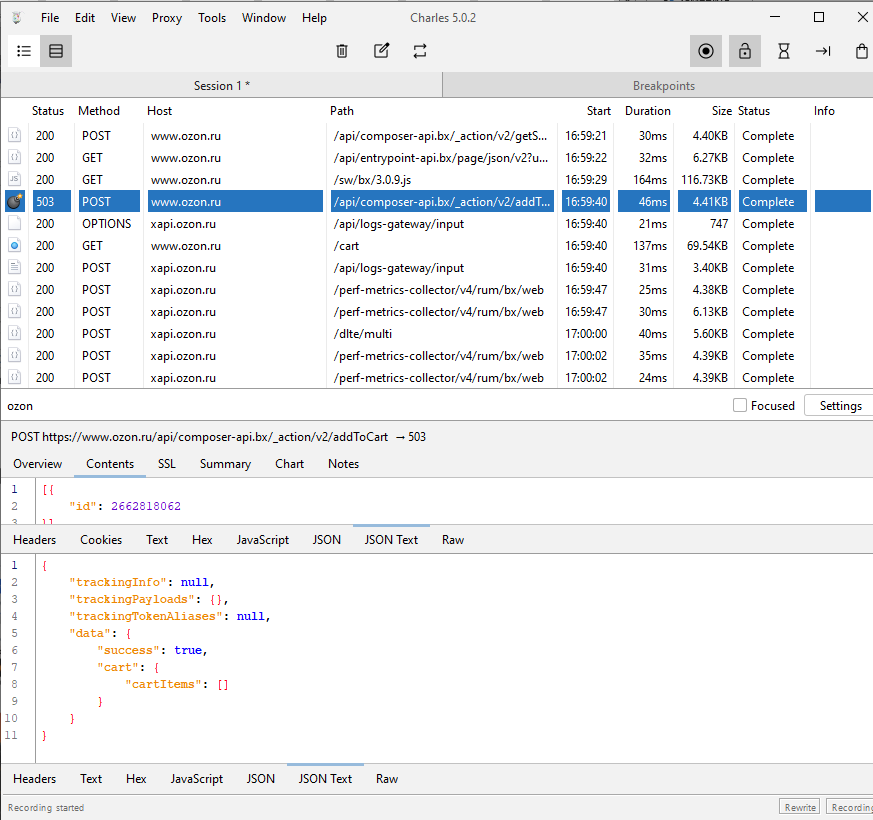 File Edit View Proxy Tools Window Help Charles 5.0.2
Session 1 * Breakpoints
Status Method Host Path Start Duration Size Status Info
200 POST www.ozon.ru /api/composer-api.bx/_action/v2/getS... 16:59:21 30ms 4.40KB Complete
200 GET www.ozon.ru /api/entrypoint-api.bx/page/json/v2?u... 16:59:22 32ms 6.27KB Complete
JS 200 GET www.ozon.ru /sw/bx/3.0.9.js 16:59:29 164ms 116.73KB Complete
503 POST www.ozon.ru /api/composer-api.bx/_action/v2/addT... 16:59:40 46ms 4.41KB Complete
200 OPTIONS xapi.ozon.ru /api/logs-gateway/input 16:59:40 21ms 747 Complete
200 GET www.ozon.ru /cart 16:59:40 137ms 69.54KB Complete
200 POST xapi.ozon.ru /api/logs-gateway/input 16:59:40 31ms 3.40KB Complete
200 POST xapi.ozon.ru /perf-metrics-collector/v4/rum/bx/web 16:59:47 25ms 4.38KB Complete
200 POST xapi.ozon.ru /perf-metrics-collector/v4/rum/bx/web 16:59:47 30ms 6.13KB Complete
200 POST xapi.ozon.ru /dlte/multi 17:00:00 40ms 5.60KB Complete
200 POST xapi.ozon.ru /perf-metrics-collector/v4/rum/bx/web 17:00:02 35ms 4.39KB Complete
200 POST xapi.ozon.ru /perf-metrics-collector/v4/rum/bx/web 17:00:02 24ms 4.39KB Complete
ozon Focused Settings
POST https://www.ozon.ru/api/composer-api.bx/_action/v2/addToCart → 503
Overview Contents SSL Summary Chart Notes
1 [{
2 "id": 2662818062
3 }]
Headers Cookies Text Hex JavaScript JSON JSON Text Raw
1 {
2 "trackingInfo": null,
3 "trackingPayloads": {},
4 "trackingTokenAliases": null,
5 "data": {
6 "success": true,
7 "cart": {
8 "cartItems": []
9 }
10 }
11 }
Headers Text Hex JavaScript JSON JSON Text Raw
Recording started Rewrite Recording